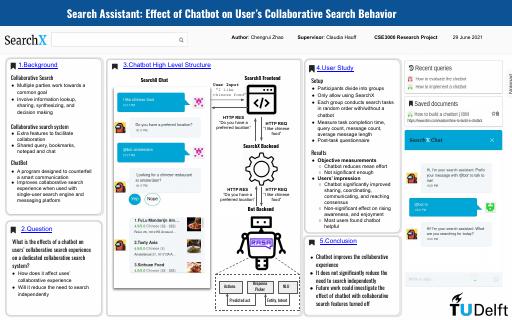 Search Assistant: Effect of Chatbot on User's Collaborative Search Behavior
SearchX
Author: Chengrui Zhao
Supervisor: Claudia Hauff
CSE3000 Research Project
29 June 2021
1.Background
Collaborative Search
● Multiple parties work towards a
common goal
● Involve information lookup,
sharing, synthesizing, and
decision making
Collaborative search system
● Extra features to facilitate
collaboration
● Shared query, bookmarks,
notepad and chat
ChatBot
● A program designed to counterfeit
a smart communication
● Improves collaborative search
experience when used with
single-user search engine and
messaging platform
2.Question
What is the effects of a chatbot on
users' collaborative search experience
on a dedicated collaborative search
system?
● How does it affect uses'
collaborative experience
● Will it reduce the need to search
independently
3.Chatbot High Level Structure
SearchX Chat
I like chinese food
Do you have a preferred
location?
Looking for a chinese restaurant
at amsterdam?
Yes
Nope
1.FuLu Mandarijn Am...
2.Tasty Asia
3.Sichuan Food
User Input
"I like
chinese food"
SearchX Frontend
HTTP RES
"Do you have a
preferred location?"
HTTP REQ
"I like chinese
food"
SearchX Backend
HTTP RES
"Do you have a
preferred location?"
HTTP REQ
"I like chinese
food"
Bot Backend
RASA
Actions
Response
Picker
NLU
Predicted act
Entity, Intent
4.User Study
Setup
● Participants divide into groups
● Only allow using SearchX
● Each group conducts search tasks
in random order with/without a
chatbot
● Measure task completion time,
query count, message count,
average message length
● Post-task questionnaire
Results
● Objective measurements
○ Chatbot reduces mean effort
○ Not significant enough
● Users' impression
○ Chatbot significantly improved
sharing, coordinating,
communicating, and reaching
consensus
○ Non-significant effect on rising
awareness, and enjoyment
○ Most users found chatbot
helpful
5.Conclusion
● Chatbot improves the collaborative
experience
● It does not significantly reduce the
need to search independently
● Future work could investigate the
effect of chatbot with collaborative
search features turned off
Recent queries
How to evaluate the chatbot
How to implement a chatbot
Saved documents
How to build a chatbot | IBM
Search Chat
Hi, I'm your search assistant. Prefix
your message with @bot to talk to
me!
@bot hi
Hi! I'm your search assistant. What
are you searching for today?
TUDelft